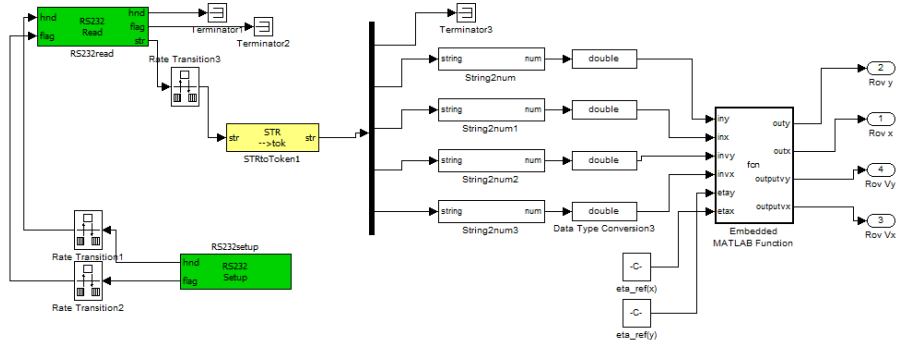 hnd
flag
RS232
Read
hnd
flag
str
RS232read
Terminator1
Terminator2
Rate Transition3
str
STR
-->tok
str
STRtoToken1
Terminator3
string
num
String2num
double
string
num
String2num1
double
string
num
String2num2
double
string
num
String2num3
double
Data Type Conversion3
iny
inx
invy
invx
etay
etax
fcn
outy
outx
outputvy
outputvx
Embedded
MATLAB Function
2
Rov y
1
Rov x
4
Rov Vy
3
Rov Vx
-C-
eta_ref(x)
-C-
eta_ref(y)
Rate Transition1
Rate Transition2
RS232setup
hnd
flag
RS232
Setup